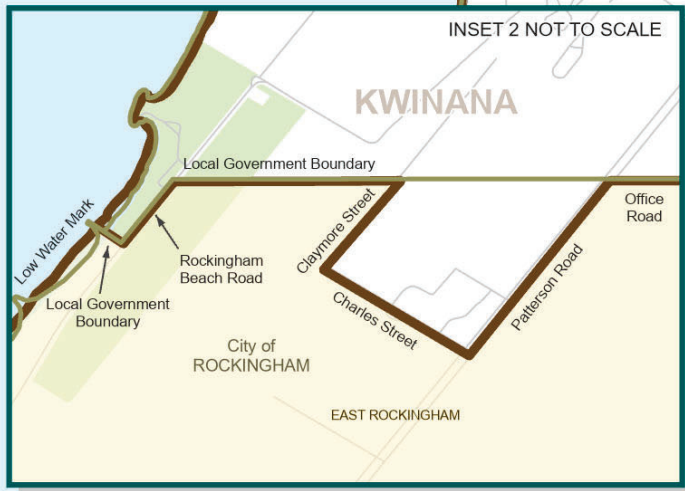 INSET 2 NOT TO SCALE
KWINANA
Local Government Boundary
Low Water Mark
Claymore Street
Office
Road
Rockingham
Beach Road
Local Government
Boundary
Charles Street
Patterson Road
City of
ROCKINGHAM
EAST ROCKINGHAM